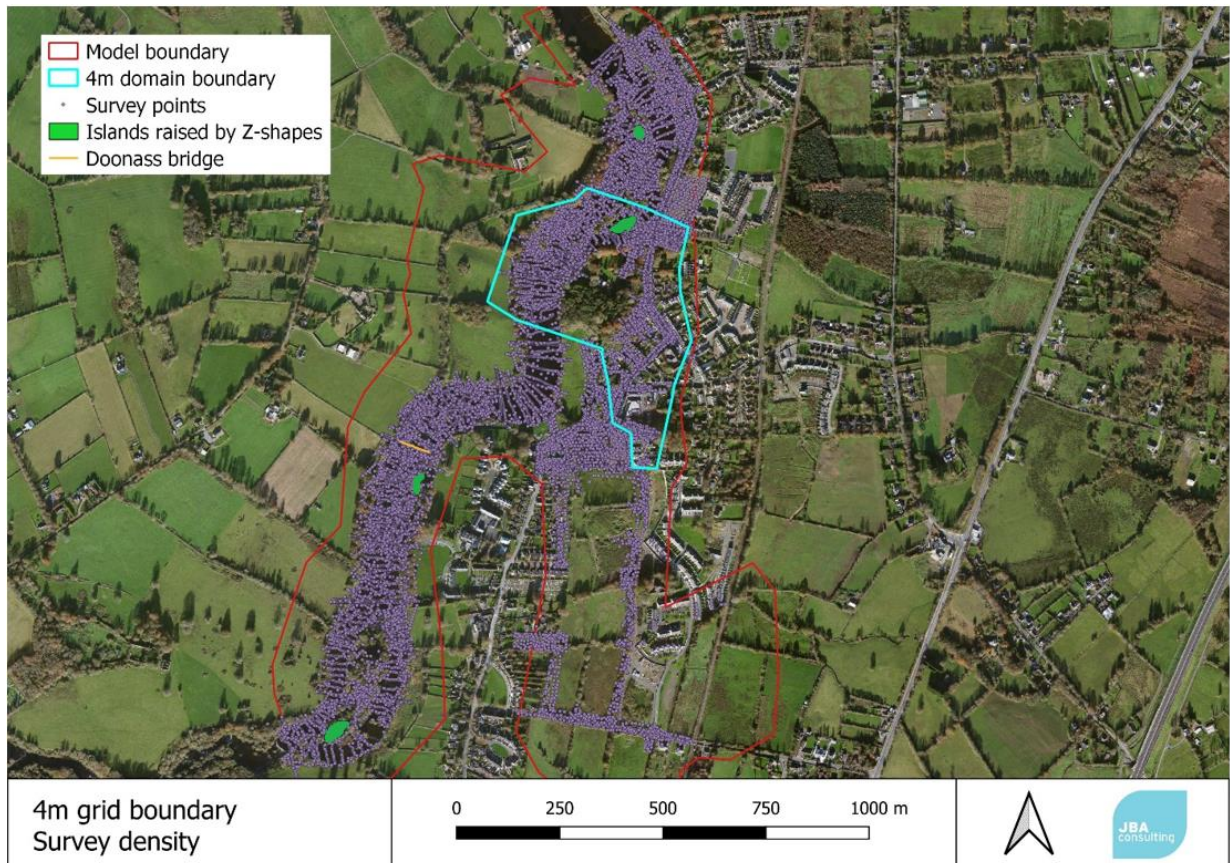 Model boundary
4m domain boundary
Survey points
Islands raised by Z-shapes
Doonass bridge
4m grid boundary
Survey density
0 250 500 750 1000 m
JBA
consulting